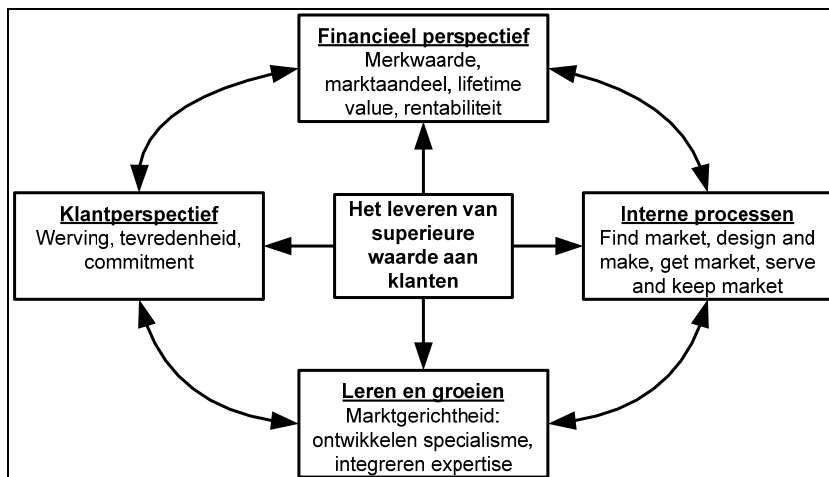 Financieel perspectief
Merkwaarde,
marktaandeel, lifetime
value, rentabiliteit
Klantperspectief
Werving, tevredenheid,
commitment
Het leveren van
superieure
waarde aan
klanten
Interne processen
Find market, design and
make, get market, serve
and keep market
Leren en groeien
Marktgerichtheid:
ontwikkelen specialisme,
integreren expertise